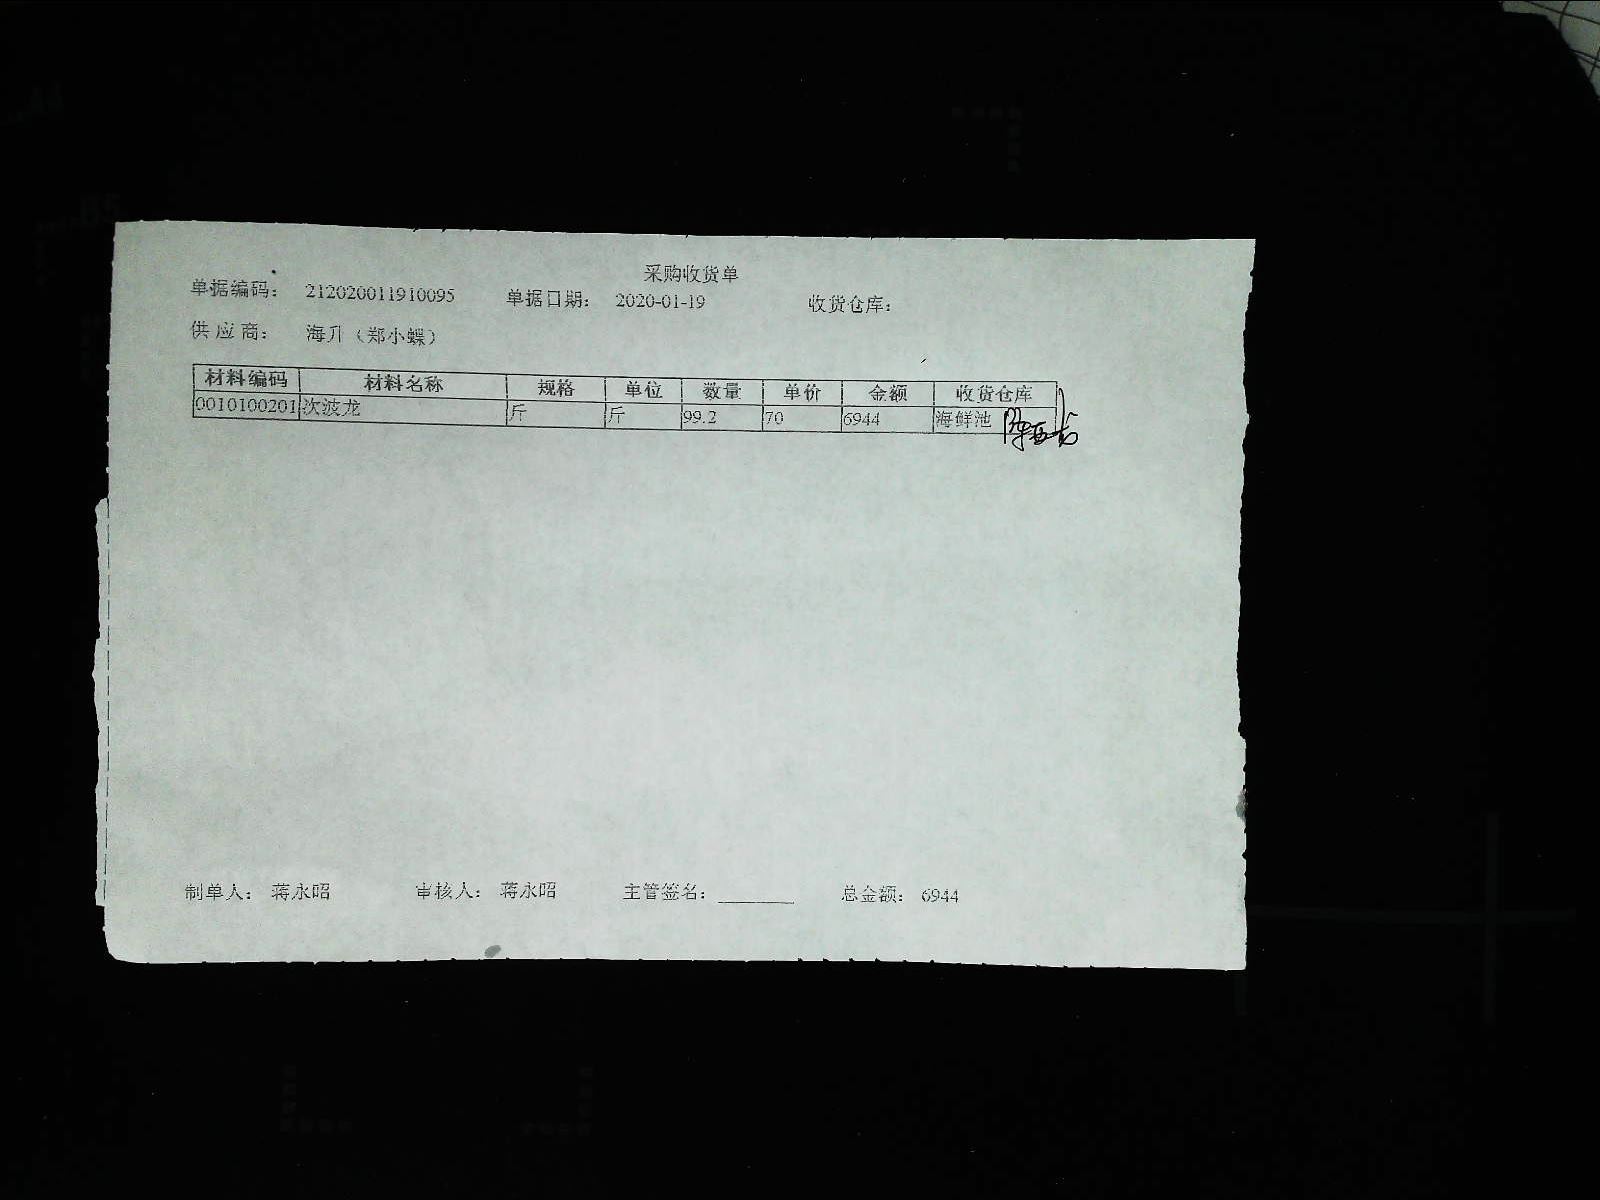 采购收货单
单据编码： 212020011910095 单据日期： 2020-01-19 收货仓库：
供 应 商： 海升（郑小蝶）
材料编码 材料名称 规格 单位 数量 单价 金额 收货仓库
0010100201 次波龙 斤 斤 99.2 70 6944 海鲜池
制单人： 蒋永昭 审核人： 蒋永昭 主管签名： 总金额： 6944